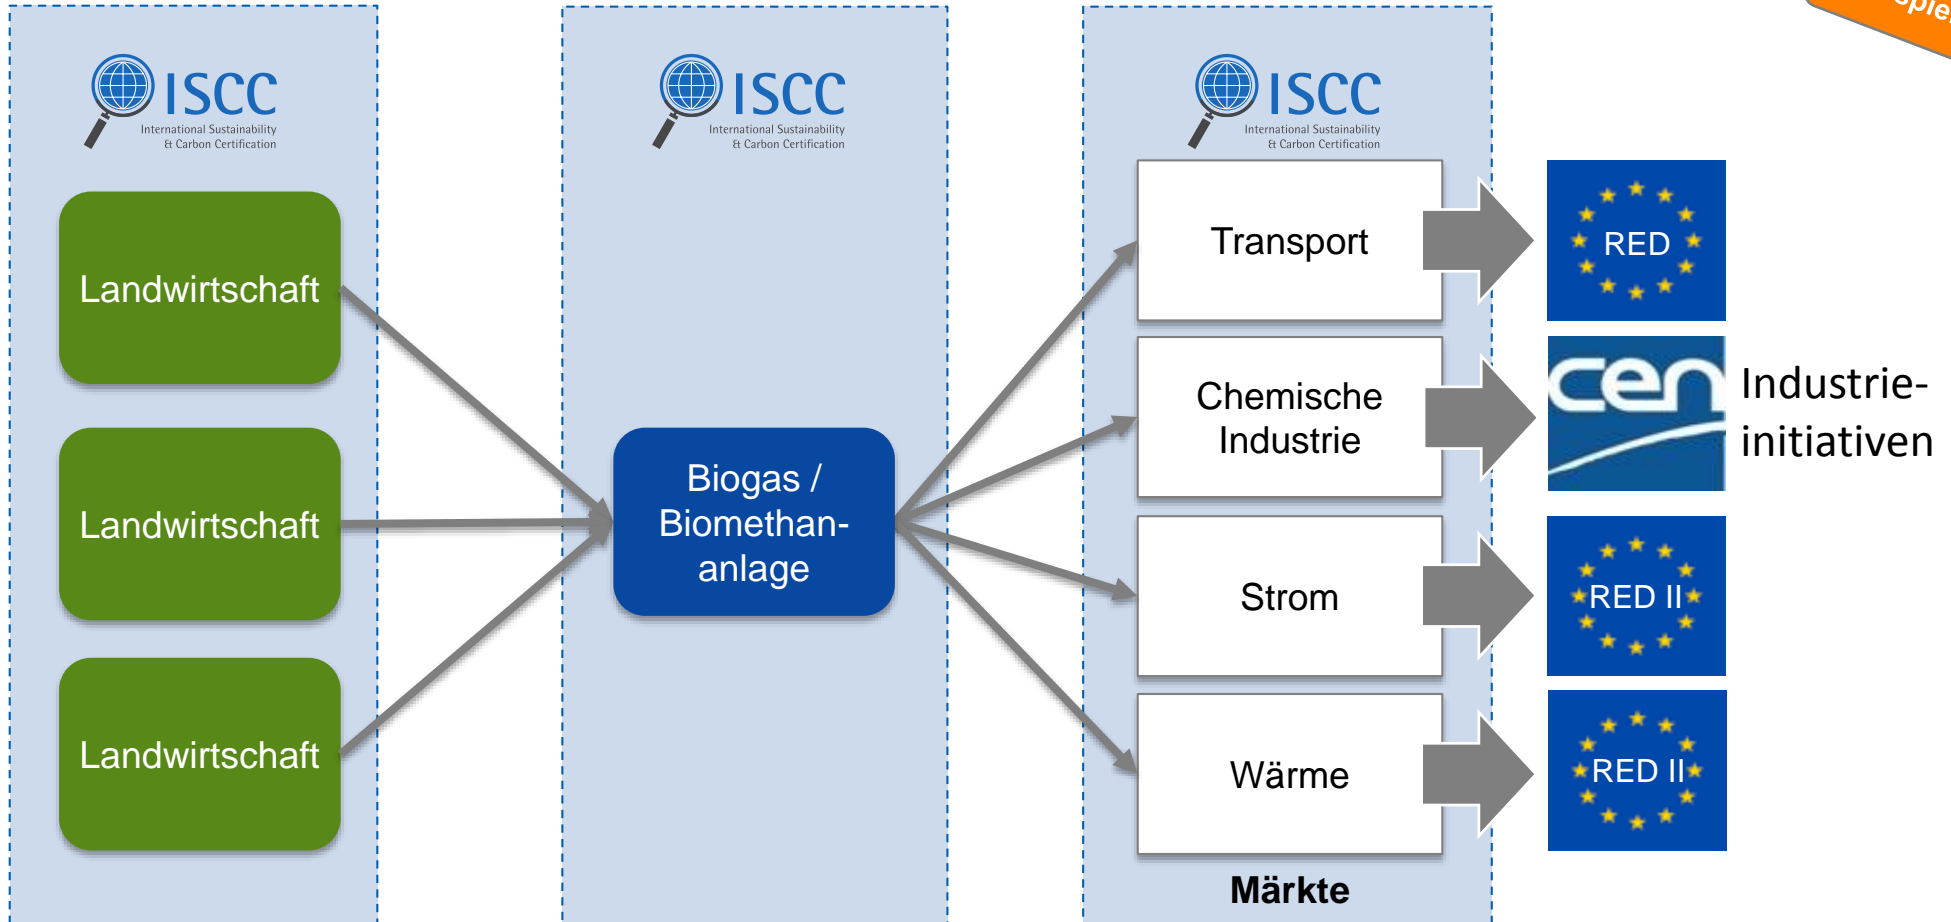 ISCC
International Sustainability
& Carbon Certification
Landwirtschaft
Landwirtschaft
Landwirtschaft
ISCC
International Sustainability
& Carbon Certification
Biogas /
Biomethan-
anlage
ISCC
International Sustainability
& Carbon Certification
Transport
RED
Chemische
Industrie
cen
Industrie-
initiativen
Strom
RED II
Wärme
RED II
Märkte